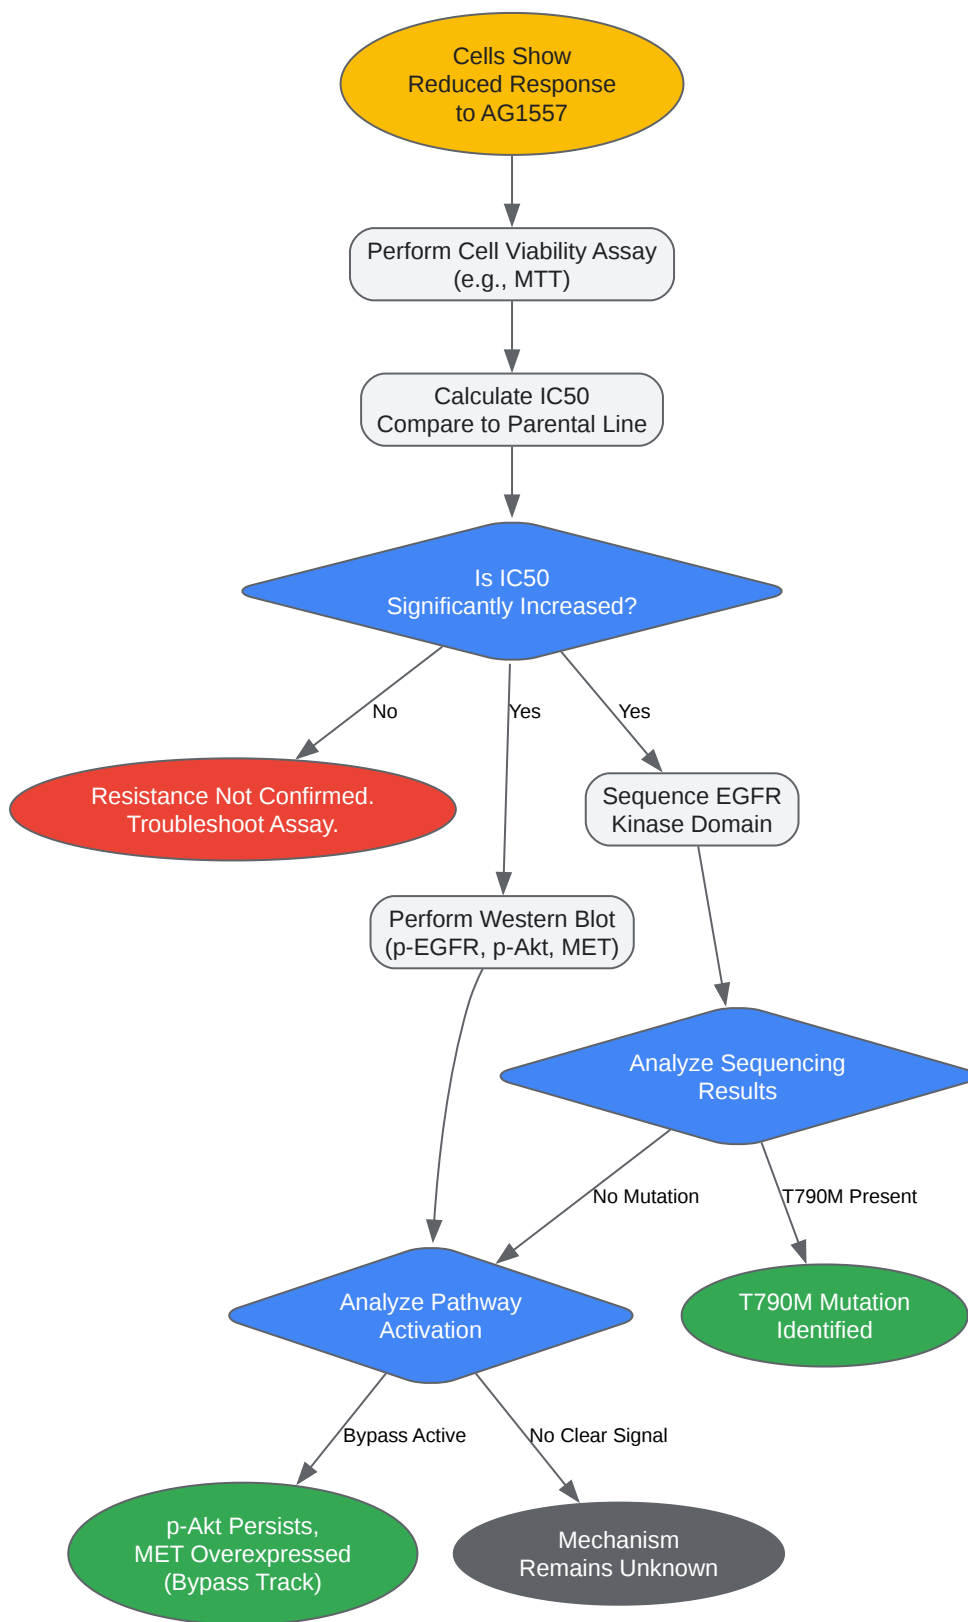 Cells Show
Reduced Response
to AG1557
Perform Cell Viability Assay
(e.g., MTT)
Calculate IC50
Compare to Parental Line
Is IC50
Significantly Increased?
No
Yes
Yes
Resistance Not Confirmed.
Troubleshoot Assay.
Sequence EGFR
Kinase Domain
Perform Western Blot
(p-EGFR, p-Akt, MET)
Analyze Sequencing
Results
No Mutation
T790M Present
Analyze Pathway
Activation
T790M Mutation
Identified
Bypass Active
No Clear Signal
p-Akt Persists,
MET Overexpressed
(Bypass Track)
Mechanism
Remains Unknown